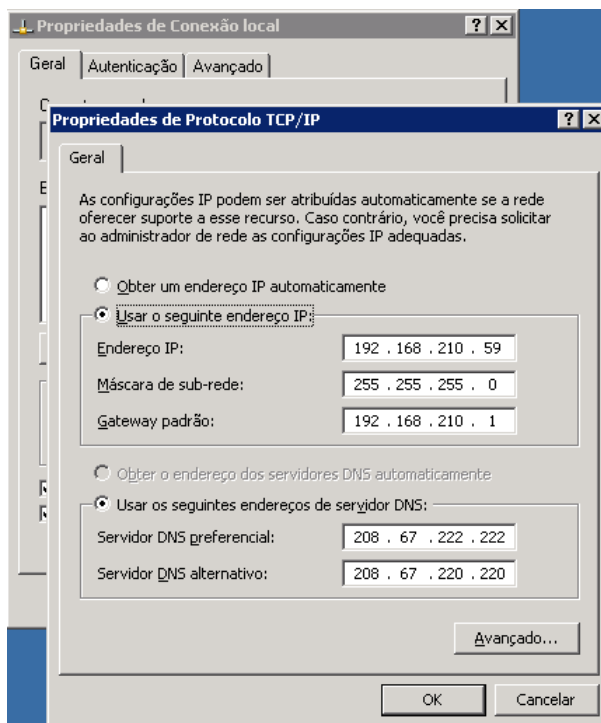 Propriedades de Conexão local
Geral Autenticação Avançado
Propriedades de Protocolo TCP/IP
Geral
As configurações IP podem ser atribuídas automaticamente se a rede
oferecer suporte a esse recurso. Caso contrário, você precisa solicitar
ao administrador de rede as configurações IP adequadas.
Obter um endereço IP automaticamente
Usar o seguinte endereço IP:
Endereço IP: 192 . 168 . 210 . 59
Máscara de sub-rede: 255 . 255 . 255 . 0
Gateway padrão: 192 . 168 . 210 . 1
Obter o endereço dos servidores DNS automaticamente
Usar os seguintes endereços de servidor DNS:
Servidor DNS preferencial: 208 . 67 . 222 . 222
Servidor DNS alternativo: 208 . 67 . 220 . 220
Avançado...
OK Cancelar